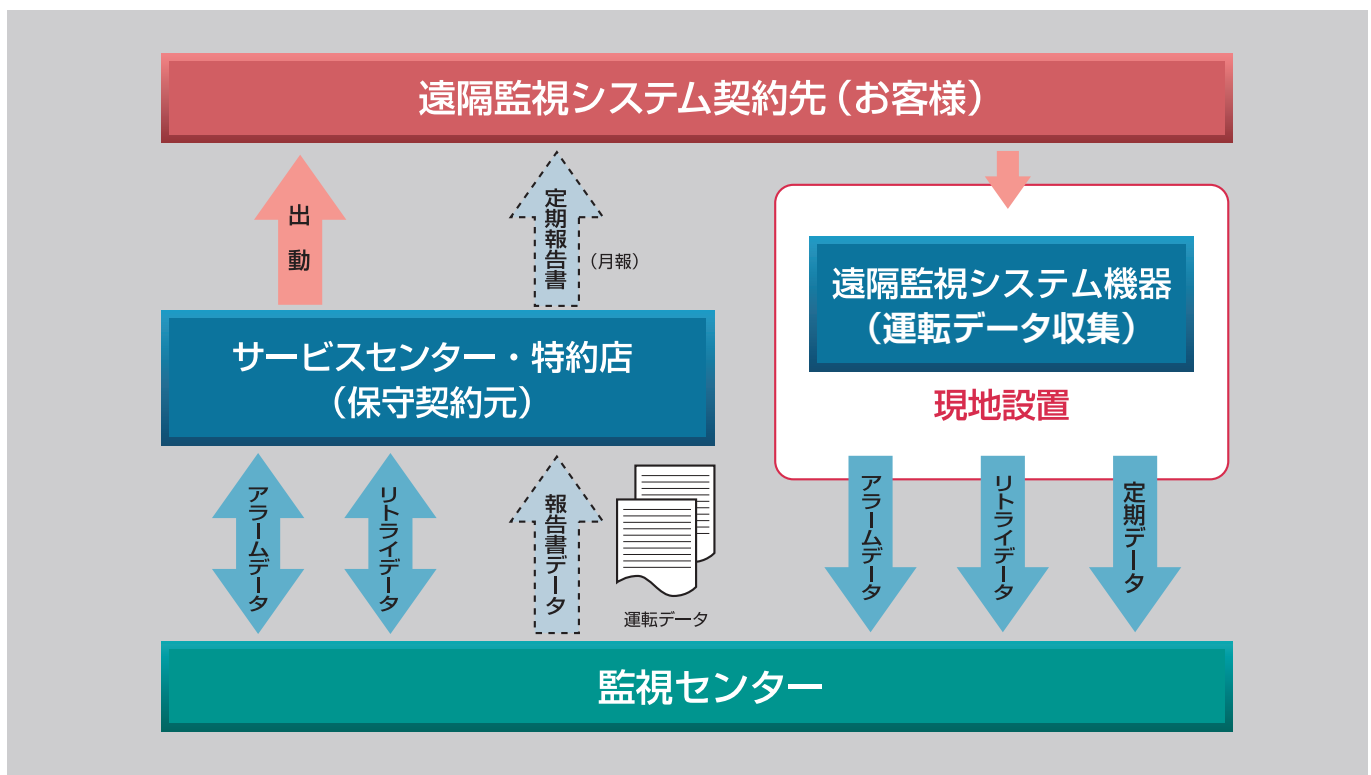 遠隔監視システム契約先(お客様)
出動
定期報告書
(月報)
遠隔監視システム機器
(運転データ収集)
現地設置
サービスセンター・特約店
(保守契約元)
アラームデータ
リトライデータ
報告書データ
運転データ
アラームデータ
リトライデータ
定期データ
監視センター